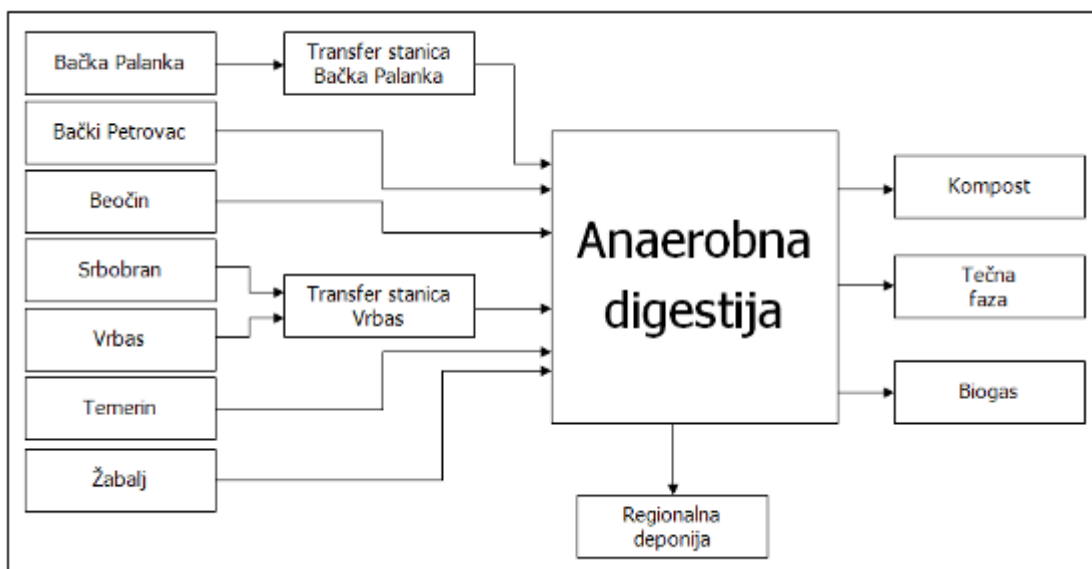 Bačka Palanka
Transfer stanica
Bačka Palanka
Bački Petrovac
Beočin
Srbobran
Transfer stanica
Vrbas
Vrbas
Temerin
Žabalj
Anaerobna
digestija
Kompost
Tečna
faza
Biogas
Regionalna
deponija